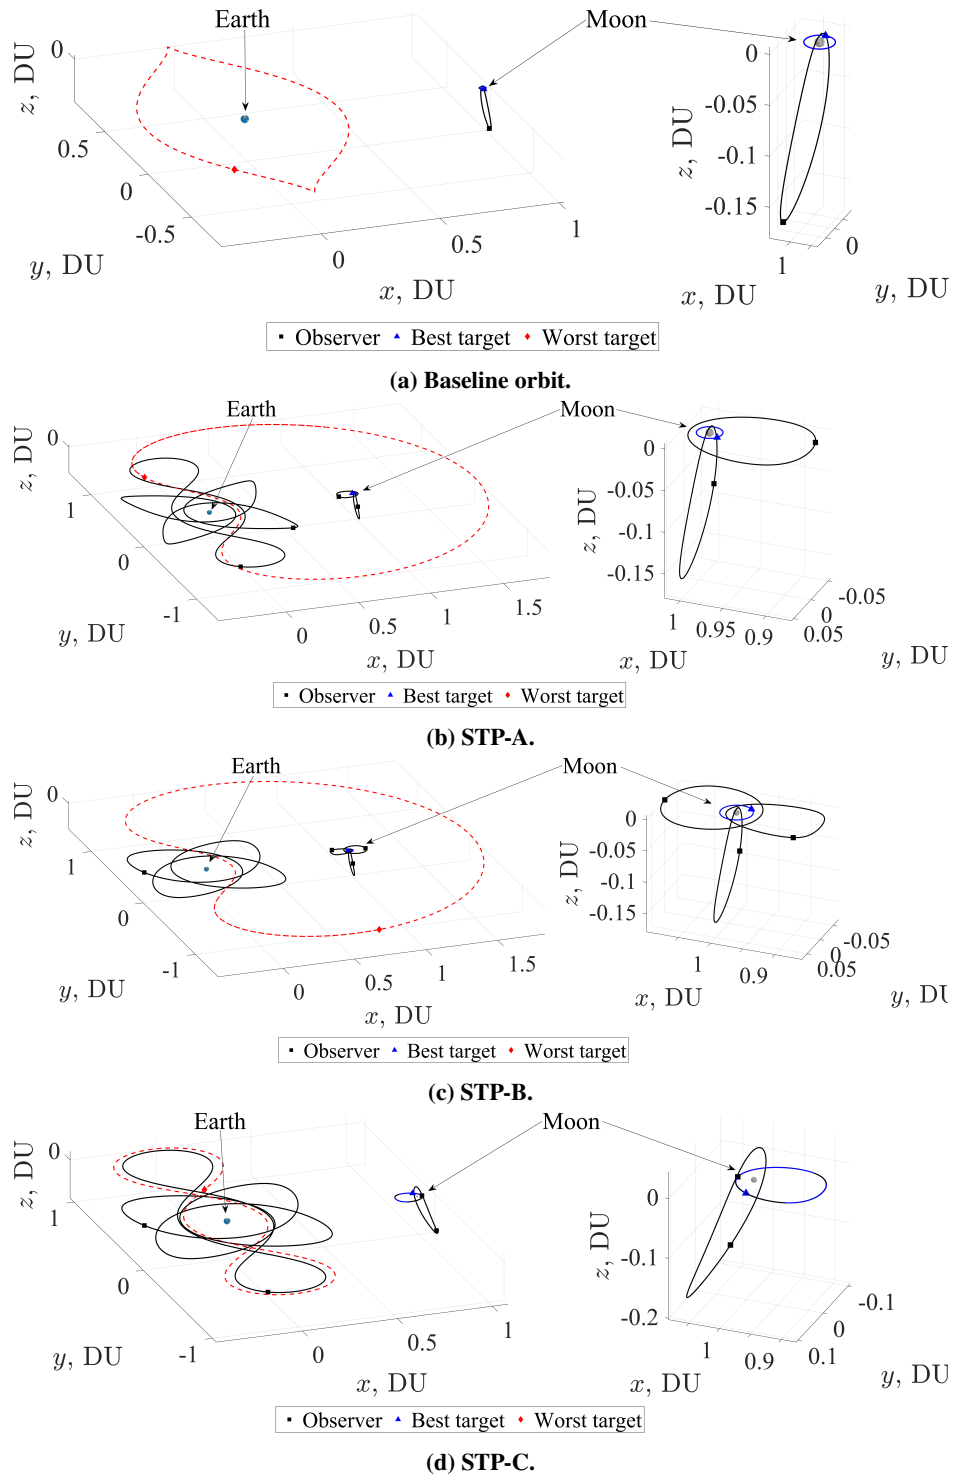 Earth
Moon
0
z, DU
0.5
0
-0.5
y, DU
0
0.5
1
x, DU
0
-0.05
-0.1
-0.15
z, DU
1
0
x, DU
y, DU
Observer Best target Worst target
(a) Baseline orbit.
Earth
Moon
0
z, DU
1
0
-1
y, DU
0
0.5
1
1.5
x, DU
0
-0.05
-0.1
-0.15
z, DU
1
0.95
0.9
-0.05
0
0.05
x, DU
y, DU
Observer Best target Worst target
(b) STP-A.
Earth
Moon
0
z, DU
1
0
-1
y, DU
0
0.5
1
1.5
x, DU
0
-0.05
-0.1
-0.15
z, DU
1
0.9
-0.05
0
0.05
x, DU
y, DU
Observer Best target Worst target
(c) STP-B.
Earth
Moon
0
z, DU
1
0
-1
y, DU
0
0.5
1
x, DU
0
-0.1
-0.2
z, DU
1
0.9
-0.1
0
0.1
x, DU
y, DU
Observer Best target Worst target
(d) STP-C.